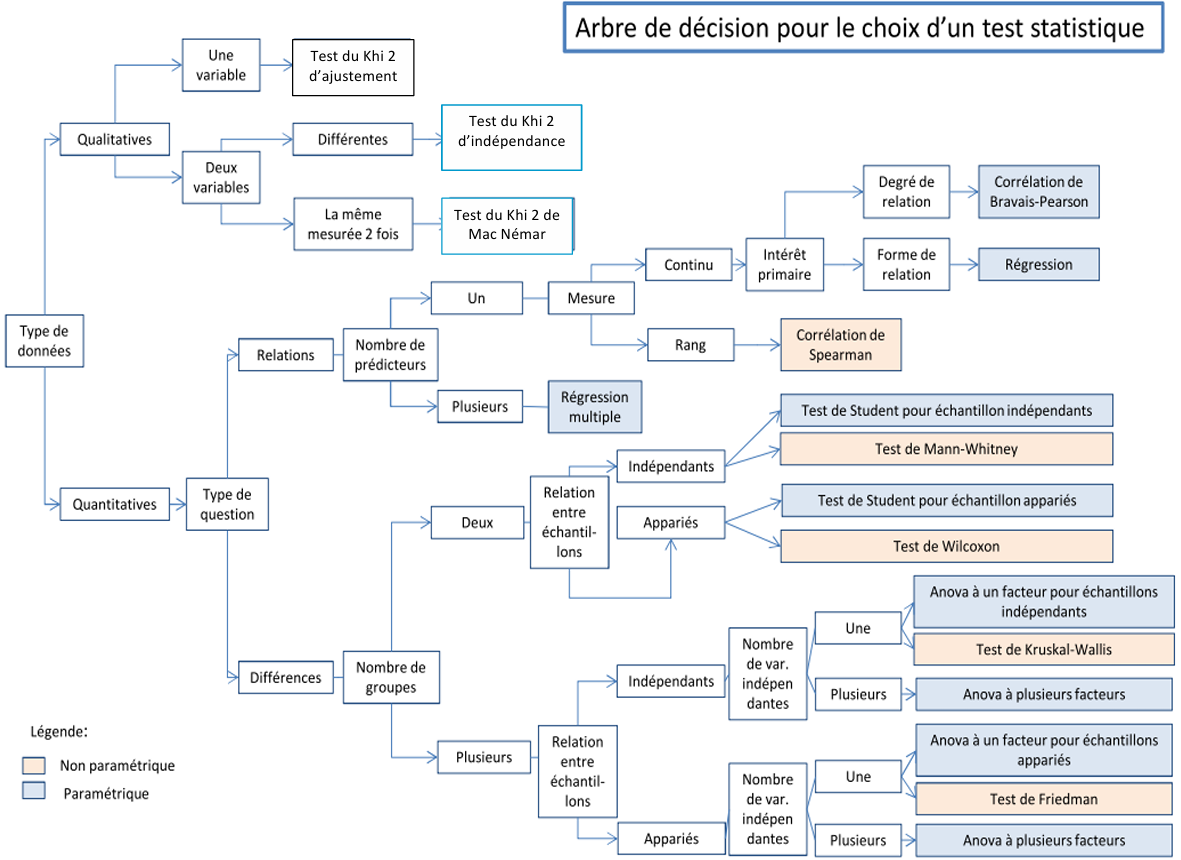 Arbre de décision pour le choix d’un test statistique
Une
variable
Test du Khi 2
d’ajustement
Qualitatives
Deux
variables
Différentes
Test du Khi 2
d’indépendance
La même
mesurée 2 fois
Test du Khi 2 de
Mac Némar
Type de
données
Quantitatives
Type de
question
Relations
Nombre de
prédicteurs
Un
Mesure
Continu
Intérêt
primaire
Degré de
relation
Corrélation de
Bravais-Pearson
Forme de
relation
Régression
Rang
Corrélation de
Spearman
Plusieurs
Régression
multiple
Différences
Nombre de
groupes
Deux
Relation
entre
échantil-
lons
Indépendants
Test de Student pour échantillon indépendants
Test de Mann-Whitney
Appariés
Test de Student pour échantillon appariés
Test de Wilcoxon
Plusieurs
Relation
entre
échantil-
lons
Indépendants
Nombre
de var.
indépen
dantes
Une
Anova à un facteur pour échantillons
indépendants
Test de Kruskal-Wallis
Plusieurs
Anova à plusieurs facteurs
Appariés
Nombre
de var.
indépen
dantes
Une
Anova à un facteur pour échantillons
appariés
Test de Friedman
Plusieurs
Anova à plusieurs facteurs
Légende:
Non paramétrique
Paramétrique